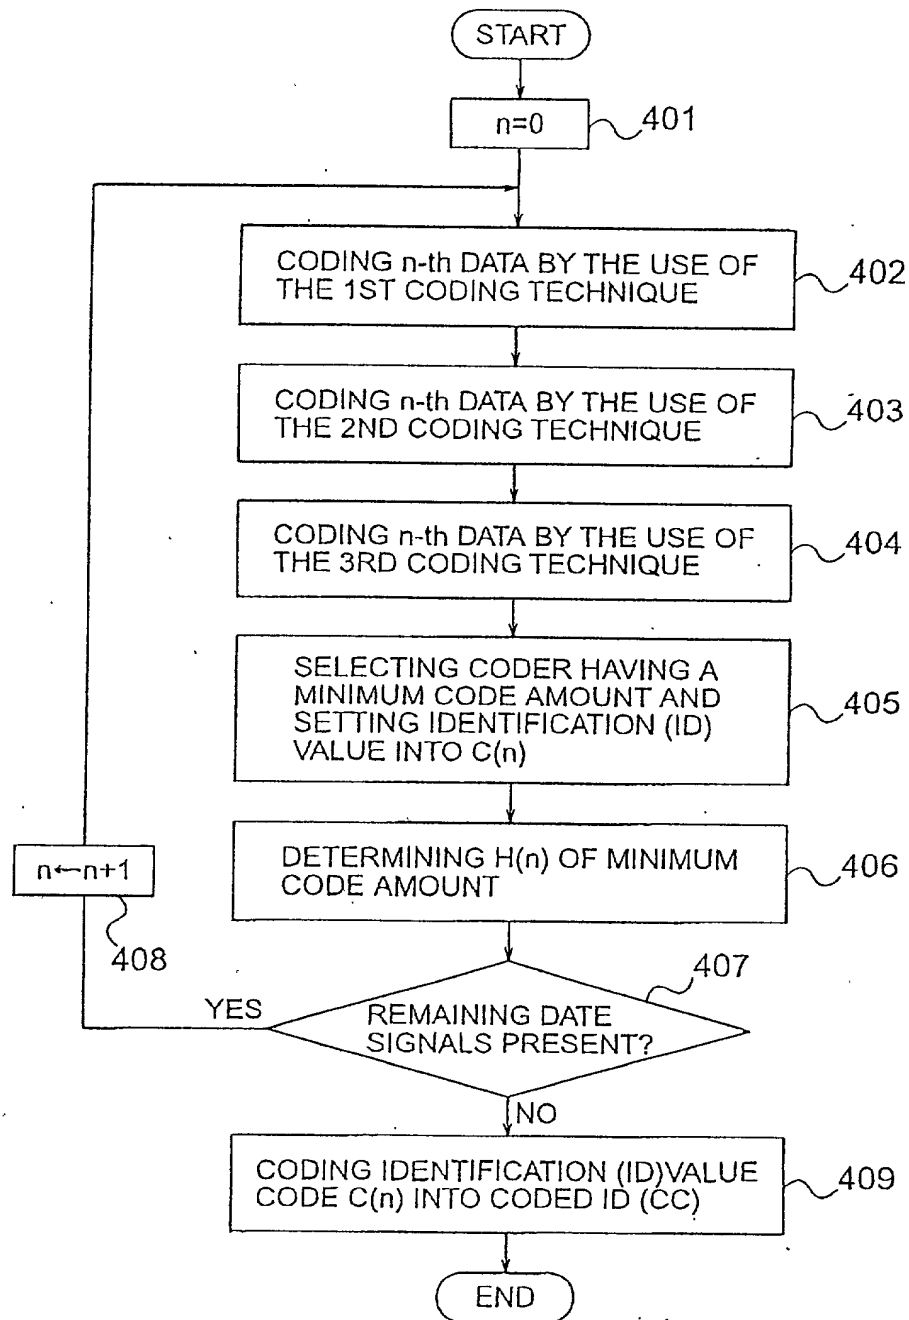 START
n=0
401
CODING n-th DATA BY THE USE OF
THE 1ST CODING TECHNIQUE
402
CODING n-th DATA BY THE USE OF
THE 2ND CODING TECHNIQUE
403
CODING n-th DATA BY THE USE OF
THE 3RD CODING TECHNIQUE
404
SELECTING CODER HAVING A
MINIMUM CODE AMOUNT AND
SETTING IDENTIFICATION (ID)
VALUE INTO C(n)
405
DETERMINING H(n) OF MINIMUM
CODE AMOUNT
406
n←n+1
408
407
YES
REMAINING DATE
SIGNALS PRESENT?
NO
CODING IDENTIFICATION (ID)VALUE
CODE C(n) INTO CODED ID (CC)
409
END